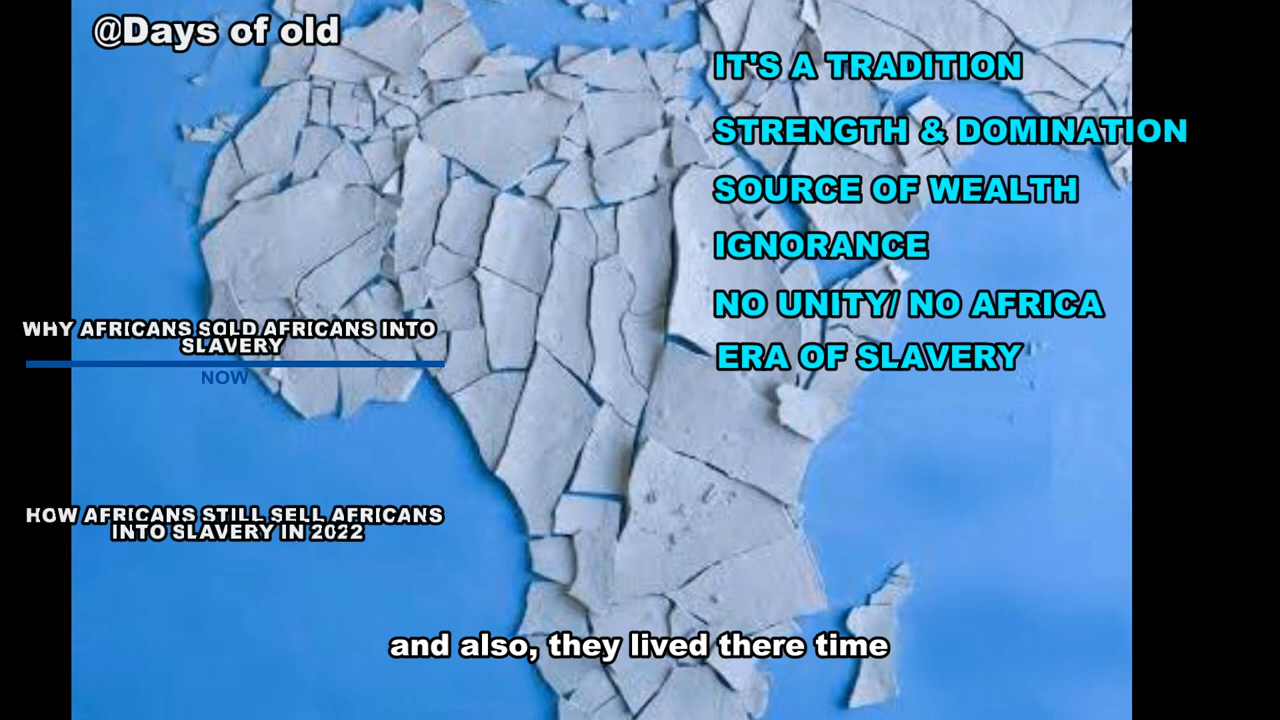 @Days of old
IT'S A TRADITION
STRENGTH & DOMINATION
SOURCE OF WEALTH
IGNORANCE
NO UNITY/ NO AFRICA
ERA OF SLAVERY
WHY AFRICANS SOLD AFRICANS INTO
SLAVERY
NOW
HOW AFRICANS STILL SELL AFRICANS
INTO SLAVERY IN 2022
and also, they lived there time